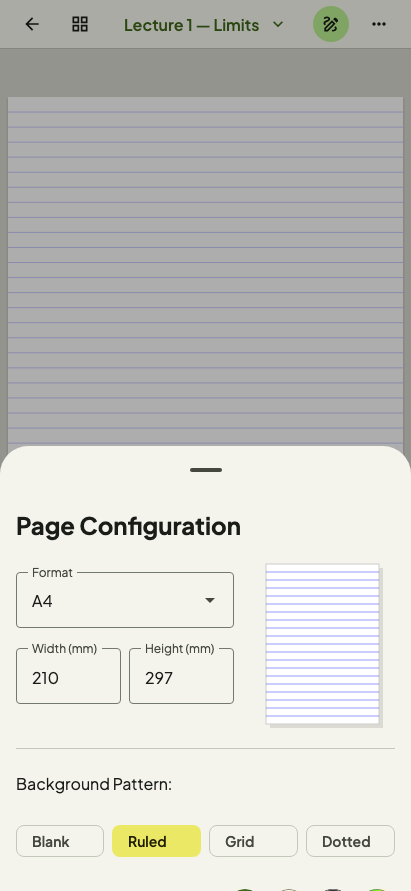 Lecture 1 — Limits
Page Configuration
Format
A4
Width (mm)
210
Height (mm)
297
Background Pattern:
Blank
Ruled
Grid
Dotted